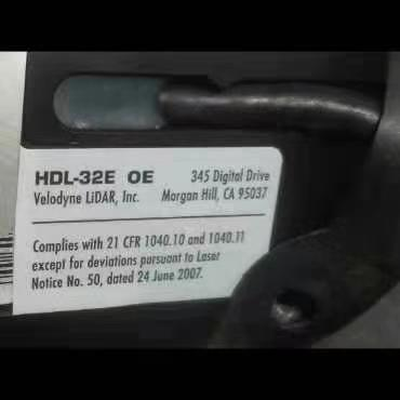 HDL-32E OE 345 Digital Drive
Velodyne LiDAR, Inc. Morgan Hill, CA 95037
Complies with 21 CFR 1040.10 and 1040.11
except for deviations pursuant to Laser
Notice No. 50, dated 24 June 2007.